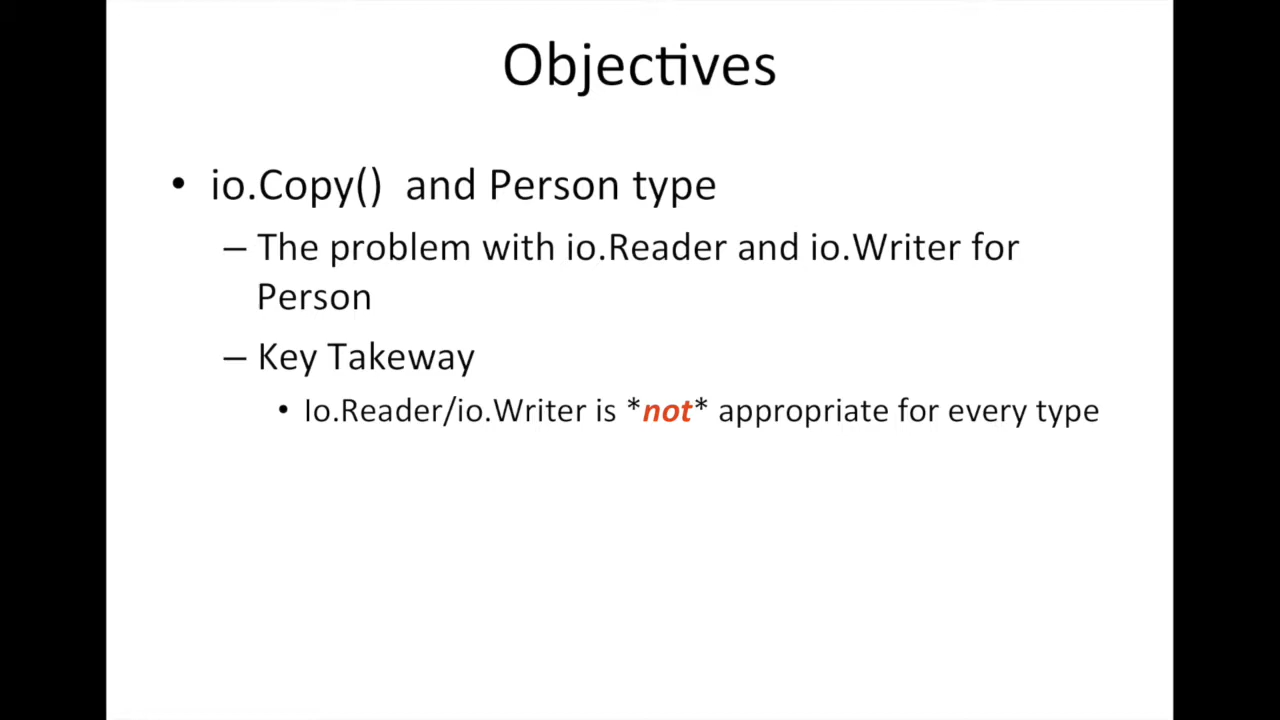 Objectives
• io.Copy()  and Person type
– The problem with io.Reader and io.Writer for
Person
– Key Takeway
• Io.Reader/io.Writer is *not* appropriate for every type